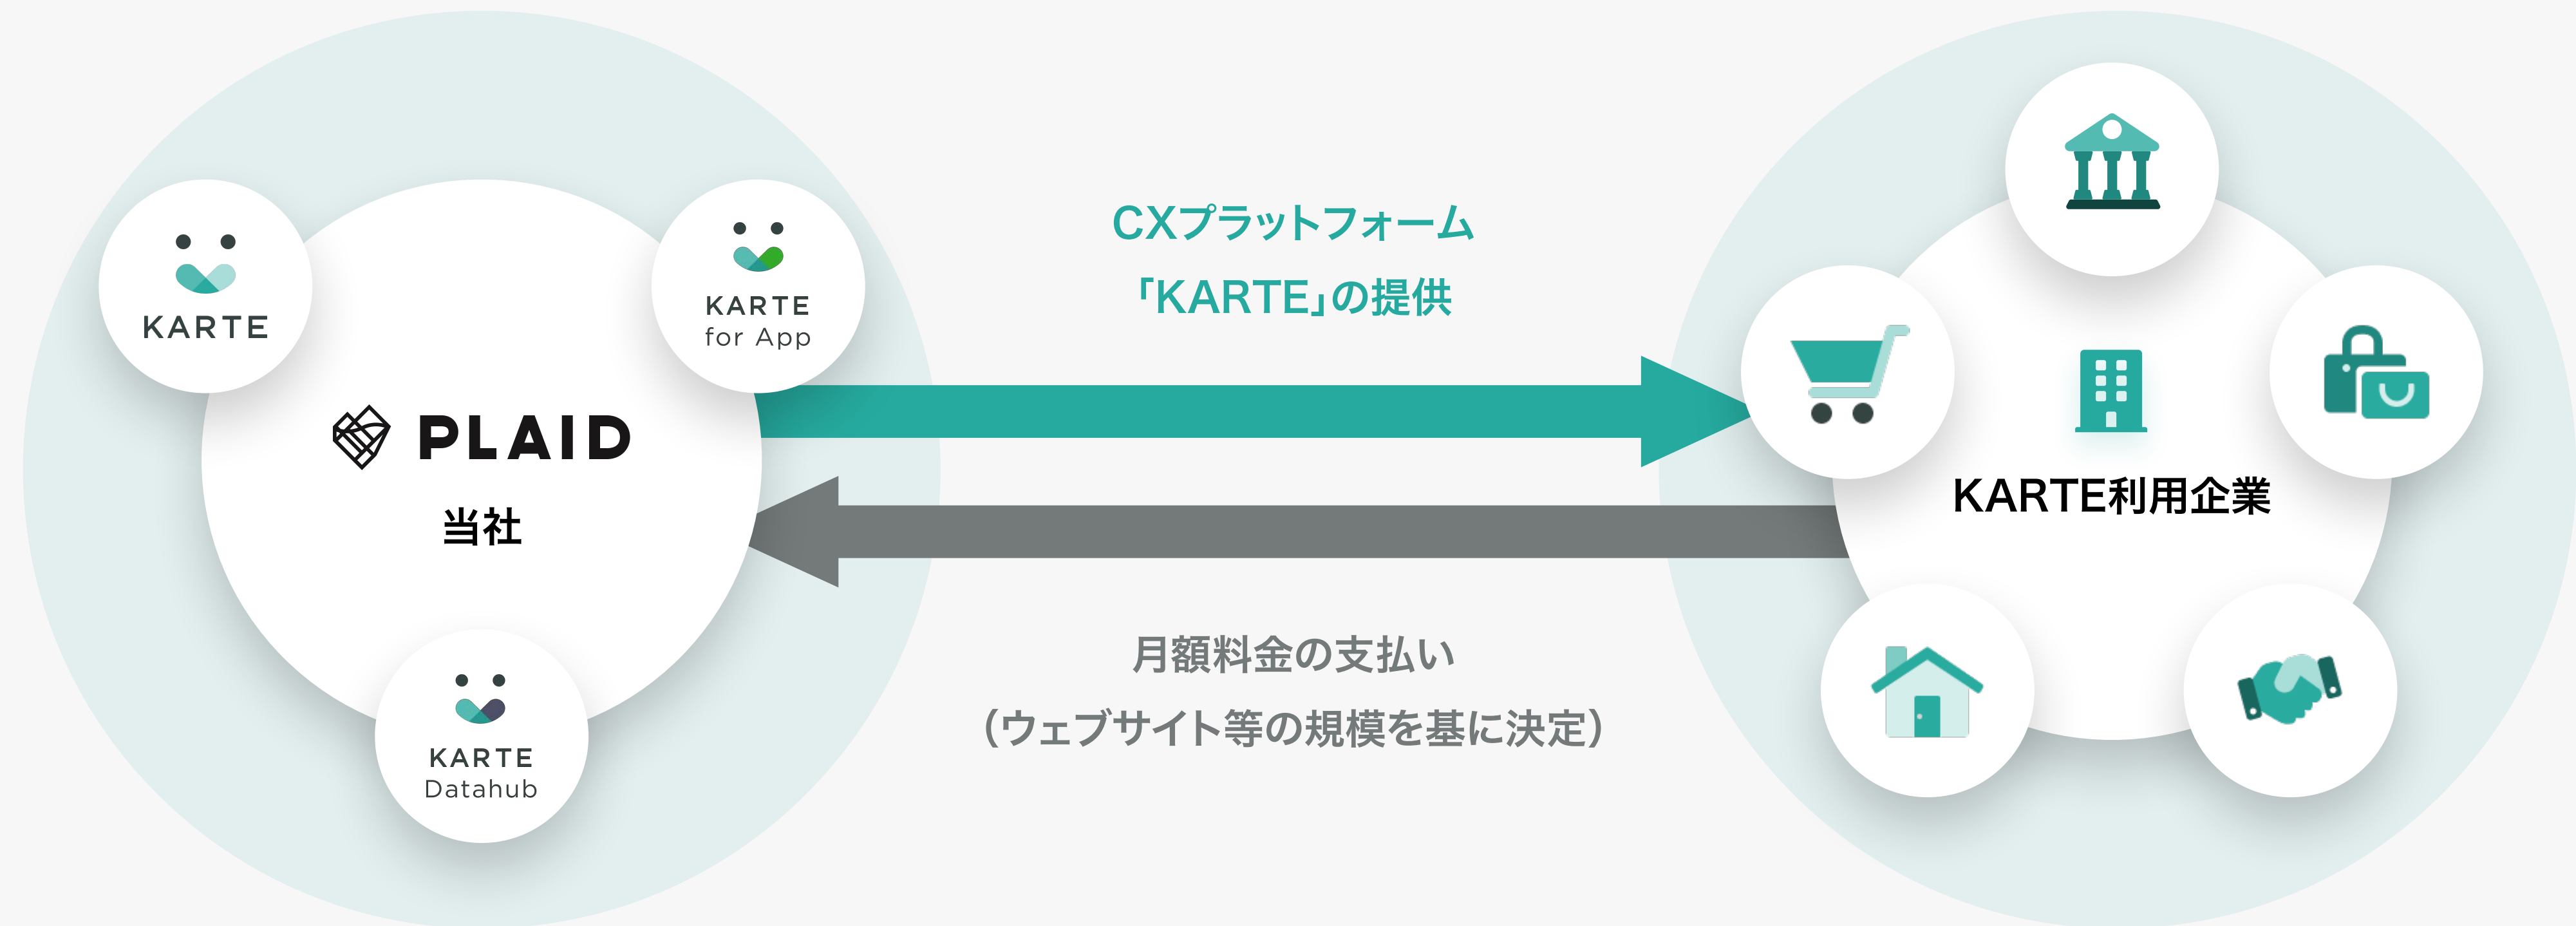 KARTE
KARTE
for App
PLAID
当社
KARTE
Datahub
CXプラットフォーム
「KARTE」の提供
月額料金の支払い
（ウェブサイト等の規模を基に決定）
KARTE利用企業